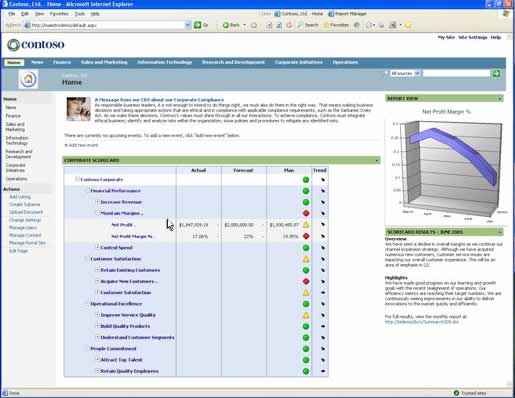 Contoso, Ltd. - Home - Microsoft Internet Explorer
File Edit View Favorites Tools Help
Links Contoso, Ltd. - Home Report Manager
Address http://maestrodemo/default.aspx
Go Back Search Favorites
contoso
My Site Site Settings Help
Home News Finance Sales and Marketing Information Technology Research and Development Corporate Initiatives Operations
Contoso, Ltd.
Home
All sources
Home
News
Finance
Sales and Marketing
Information Technology
Research and Development
Corporate Initiatives
Operations
Actions
Add Listing
Create Subarea
Upload Document
Change Settings
Manage Users
Manage Content
Manage Portal Site
Edit Page
A Message from our CEO about our Corporate Compliance
As responsible business leaders, it is not enough to intend to do things right, we must also do them in the right way. That means making business
decisions and taking appropriate actions that are ethical and in compliance with applicable compliance requirements, such as the Sarbanes Oxley
Act. As we make these decisions, Contoso's values must shine through in all our interactions. To achieve compliance, Contoso must integrate
ethical business; identify and analyze risks within the organization; issue policies and procedures to mitigate any identified risks.
There are currently no upcoming events. To add a new event, click "Add new event" below.
Add new event
CORPORATE SCORECARD
Actual Forecast Plan Trend
Contoso Corporate
Financial Performance
Increase Revenue
Maintain Margins
Net Profit $2,000,000.00
Net Profit Margin % 17.06% 22%
Control Spend
Customer Satisfaction
Retain Existing Customers
Acquire New Customers
Customer Satisfaction
Operational Excellence
Improve Service Quality
Build Quality Products
Understand Customer Segments
People Commitment
Attract Top Talent
Retain Quality Employees
REPORT VIEW
Net Profit Margin %
March April May June July
SCORECARD RESULTS - JUNE 2005
Overview
We have seen a decline in overall margins as we continue our
channel expansion strategy. Although we have acquired
numerous new customers, customer service issues are
impacting our overall customer experience. This will be an
area of emphasis in Q2.
Highlights
We have made good progress on our learning and growth
goals with the recent realignment of operations. Our
efficiency metrics are reaching their target numbers. We are
continuously seeing improvements in our ability to deliver
innovations to the market quickly and efficiently.
For full results, view the monthly report at:
Done
Trusted sites